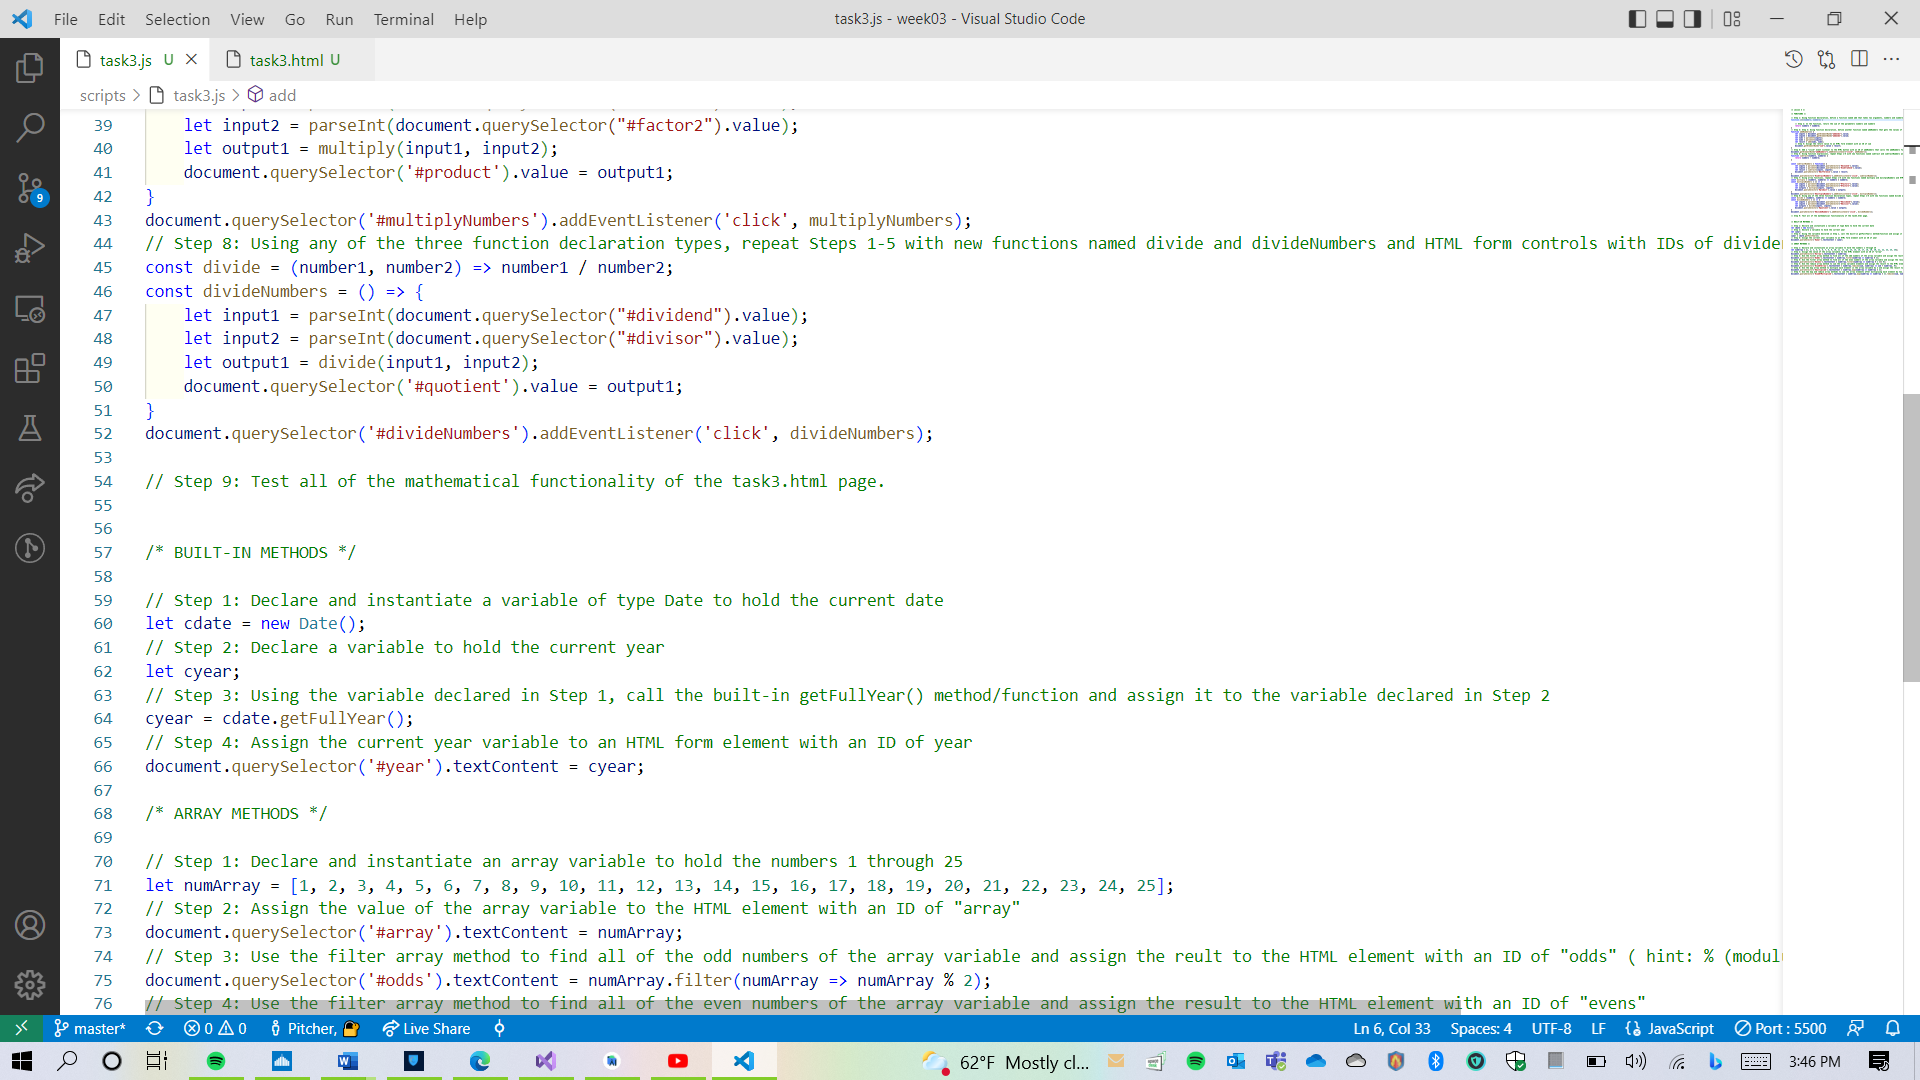 File Edit Selection View Go Run Terminal Help
task3.js - week03 - Visual Studio Code
task3.js U
task3.html U
scripts > task3.js > add
39 let input2 = parseInt(document.querySelector("#factor2").value);
40 let output1 = multiply(input1, input2);
41 document.querySelector('#product').value = output1;
42 }
43 document.querySelector('#multiplyNumbers').addEventListener('click', multiplyNumbers);
44 // Step 8: Using any of the three function declaration types, repeat Steps 1-5 with new functions named divide and divideNumbers and HTML form controls with IDs of divide
45 const divide = (number1, number2) => number1 / number2;
46 const divideNumbers = () => {
47 let input1 = parseInt(document.querySelector("#dividend").value);
48 let input2 = parseInt(document.querySelector("#divisor").value);
49 let output1 = divide(input1, input2);
50 document.querySelector('#quotient').value = output1;
51 }
52 document.querySelector('#divideNumbers').addEventListener('click', divideNumbers);
53
54 // Step 9: Test all of the mathematical functionality of the task3.html page.
55
56
57 /* BUILT-IN METHODS */
58
59 // Step 1: Declare and instantiate a variable of type Date to hold the current date
60 let cdate = new Date();
61 // Step 2: Declare a variable to hold the current year
62 let cyear;
63 // Step 3: Using the variable declared in Step 1, call the built-in getFullYear() method/function and assign it to the variable declared in Step 2
64 cyear = cdate.getFullYear();
65 // Step 4: Assign the current year variable to an HTML form element with an ID of year
66 document.querySelector('#year').textContent = cyear;
67
68 /* ARRAY METHODS */
69
70 // Step 1: Declare and instantiate an array variable to hold the numbers 1 through 25
71 let numArray = [1, 2, 3, 4, 5, 6, 7, 8, 9, 10, 11, 12, 13, 14, 15, 16, 17, 18, 19, 20, 21, 22, 23, 24, 25];
72 // Step 2: Assign the value of the array variable to the HTML element with an ID of "array"
73 document.querySelector('#array').textContent = numArray;
74 // Step 3: Use the filter array method to find all of the odd numbers of the array variable and assign the reult to the HTML element with an ID of "odds" ( hint: % (modul
75 document.querySelector('#odds').textContent = numArray.filter(numArray => numArray % 2);
76 // Step 4: Use the filter array method to find all of the even numbers of the array variable and assign the result to the HTML element with an ID of "evens"
9
master* 0 0 Pitcher, Live Share
Ln 6, Col 33 Spaces: 4 UTF-8 LF JavaScript Port : 5500
62°F Mostly cl... 3:46 PM